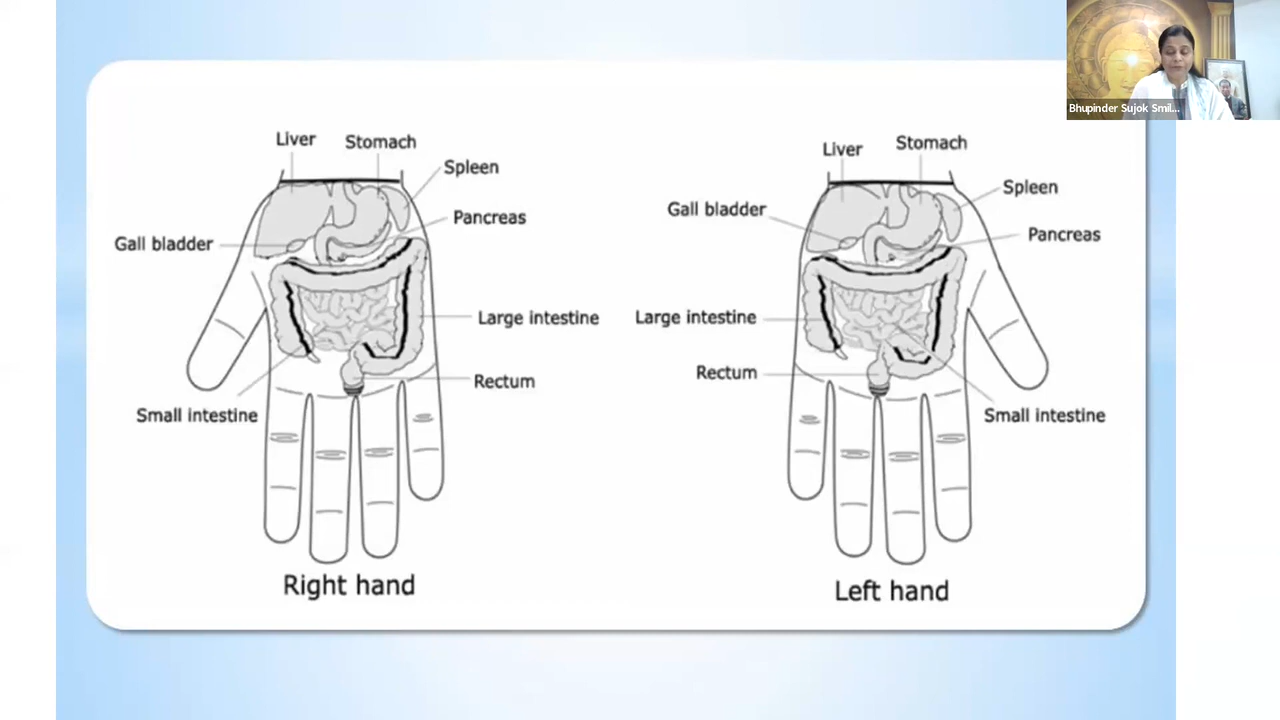 Bhupinder Sujok Smil...
Liver
Stomach
Spleen
Pancreas
Gall bladder
Large intestine
Rectum
Small intestine
Right hand
Liver
Stomach
Spleen
Gall bladder
Pancreas
Large intestine
Rectum
Small intestine
Left hand